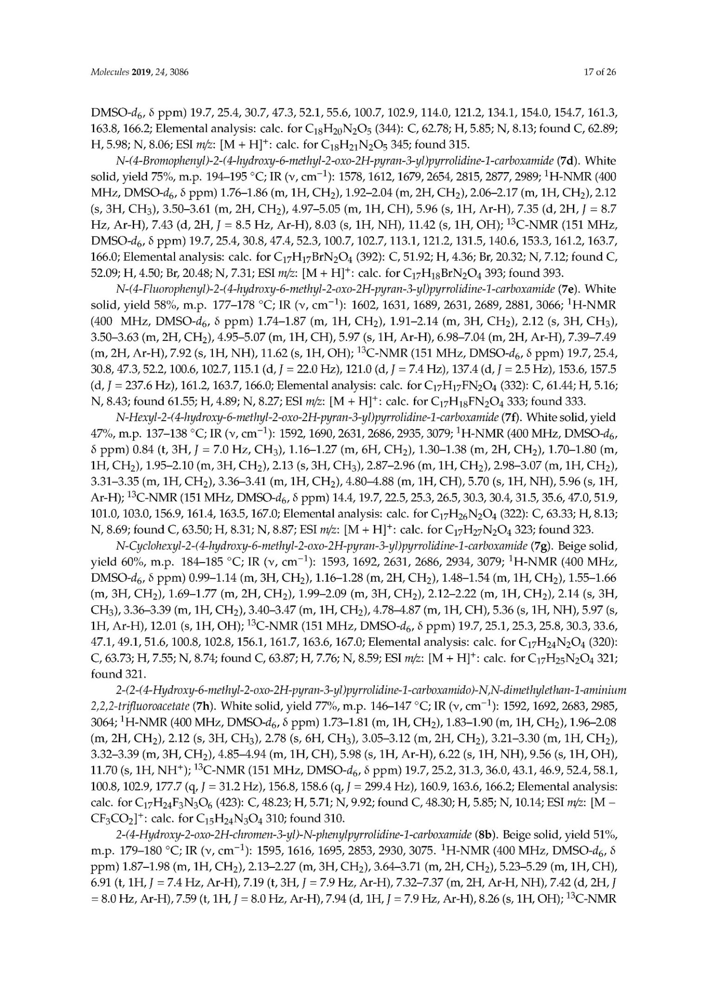 Molecules 2019, 24, 3086 17 of 26
DMSO-d6, δ ppm) 19.7, 25.4, 30.7, 47.3, 52.1, 55.6, 100.7, 102.9, 114.0, 121.2, 134.1, 154.0, 154.7, 161.3,
163.8, 166.2; Elemental analysis: calc. for C18H20N2O5 (344): C, 62.78; H, 5.85; N, 8.13; found C, 62.89;
H, 5.98; N, 8.06; ESI m/z: [M + H]+: calc. for C18H21N2O5 345; found 315.
N-(4-Bromophenyl)-2-(4-hydroxy-6-methyl-2-oxo-2H-pyran-3-yl)pyrrolidine-1-carboxamide (7d). White
solid, yield 75%, m.p. 194–195 °C; IR (ν, cm−1): 1578, 1612, 1679, 2654, 2815, 2877, 2989; 1H-NMR (400
MHz, DMSO-d6, δ ppm) 1.76–1.86 (m, 1H, CH2), 1.92–2.04 (m, 2H, CH2), 2.06–2.17 (m, 1H, CH2), 2.12
(s, 3H, CH3), 3.50–3.61 (m, 2H, CH2), 4.97–5.05 (m, 1H, CH), 5.96 (s, 1H, Ar-H), 7.35 (d, 2H, J = 8.7
Hz, Ar-H), 7.43 (d, 2H, J = 8.5 Hz, Ar-H), 8.03 (s, 1H, NH), 11.42 (s, 1H, OH); 13C-NMR (151 MHz,
DMSO-d6, δ ppm) 19.7, 25.4, 30.8, 47.4, 52.3, 100.7, 102.7, 113.1, 121.2, 131.5, 140.6, 153.3, 161.2, 163.7,
166.0; Elemental analysis: calc. for C17H17BrN2O4 (392): C, 51.92; H, 4.36; Br, 20.32; N, 7.12; found C,
52.09; H, 4.50; Br, 20.48; N, 7.31; ESI m/z: [M + H]+: calc. for C17H18BrN2O4 393; found 393.
N-(4-Fluorophenyl)-2-(4-hydroxy-6-methyl-2-oxo-2H-pyran-3-yl)pyrrolidine-1-carboxamide (7e). White
solid, yield 58%, m.p. 177–178 °C; IR (ν, cm−1): 1602, 1631, 1689, 2631, 2689, 2881, 3066; 1H-NMR
(400 MHz, DMSO-d6, δ ppm) 1.74–1.87 (m, 1H, CH2), 1.91–2.14 (m, 3H, CH2), 2.12 (s, 3H, CH3),
3.50–3.63 (m, 2H, CH2), 4.95–5.07 (m, 1H, CH), 5.97 (s, 1H, Ar-H), 6.98–7.04 (m, 2H, Ar-H), 7.39–7.49
(m, 2H, Ar-H), 7.92 (s, 1H, NH), 11.62 (s, 1H, OH); 13C-NMR (151 MHz, DMSO-d6, δ ppm) 19.7, 25.4,
30.8, 47.3, 52.2, 100.6, 102.7, 115.1 (d, J = 22.0 Hz), 121.0 (d, J = 7.4 Hz), 137.4 (d, J = 2.5 Hz), 153.6, 157.5
(d, J = 237.6 Hz), 161.2, 163.7, 166.0; Elemental analysis: calc. for C17H17FN2O4 (332): C, 61.44; H, 5.16;
N, 8.43; found 61.55; H, 4.89; N, 8.27; ESI m/z: [M + H]+: calc. for C17H18FN2O4 333; found 333.
N-Hexyl-2-(4-hydroxy-6-methyl-2-oxo-2H-pyran-3-yl)pyrrolidine-1-carboxamide (7f). White solid, yield
47%, m.p. 137–138 °C; IR (ν, cm−1): 1592, 1690, 2631, 2686, 2935, 3079; 1H-NMR (400 MHz, DMSO-d6,
δ ppm) 0.84 (t, 3H, J = 7.0 Hz, CH3), 1.16–1.27 (m, 6H, CH2), 1.30–1.38 (m, 2H, CH2), 1.70–1.80 (m,
1H, CH2), 1.95–2.10 (m, 3H, CH2), 2.13 (s, 3H, CH3), 2.87–2.96 (m, 1H, CH2), 2.98–3.07 (m, 1H, CH2),
3.31–3.35 (m, 1H, CH2), 3.36–3.41 (m, 1H, CH2), 4.80–4.88 (m, 1H, CH), 5.70 (s, 1H, NH), 5.96 (s, 1H,
Ar-H); 13C-NMR (151 MHz, DMSO-d6, δ ppm) 14.4, 19.7, 22.5, 25.3, 26.5, 30.3, 30.4, 31.5, 35.6, 47.0, 51.9,
101.0, 103.0, 156.9, 161.4, 163.5, 167.0; Elemental analysis: calc. for C17H26N2O4 (322): C, 63.33; H, 8.13;
N, 8.69; found C, 63.50; H, 8.31; N, 8.87; ESI m/z: [M + H]+: calc. for C17H27N2O4 323; found 323.
N-Cyclohexyl-2-(4-hydroxy-6-methyl-2-oxo-2H-pyran-3-yl)pyrrolidine-1-carboxamide (7g). Beige solid,
yield 60%, m.p. 184–185 °C; IR (ν, cm−1): 1593, 1692, 2631, 2686, 2934, 3079; 1H-NMR (400 MHz,
DMSO-d6, δ ppm) 0.99–1.14 (m, 3H, CH2), 1.16–1.28 (m, 2H, CH2), 1.48–1.54 (m, 1H, CH2), 1.55–1.66
(m, 3H, CH2), 1.69–1.77 (m, 2H, CH2), 1.99–2.09 (m, 3H, CH2), 2.12–2.22 (m, 1H, CH2), 2.14 (s, 3H,
CH3), 3.36–3.39 (m, 1H, CH2), 3.40–3.47 (m, 1H, CH2), 4.78–4.87 (m, 1H, CH), 5.36 (s, 1H, NH), 5.97 (s,
1H, Ar-H), 12.01 (s, 1H, OH); 13C-NMR (151 MHz, DMSO-d6, δ ppm) 19.7, 25.1, 25.3, 25.8, 30.3, 33.6,
47.1, 49.1, 51.6, 100.8, 102.8, 156.1, 161.7, 163.6, 167.0; Elemental analysis: calc. for C17H24N2O4 (320):
C, 63.73; H, 7.55; N, 8.74; found C, 63.87; H, 7.76; N, 8.59; ESI m/z: [M + H]+: calc. for C17H25N2O4 321;
found 321.
2-(2-(4-Hydroxy-6-methyl-2-oxo-2H-pyran-3-yl)pyrrolidine-1-carboxamido)-N,N-dimethylethan-1-aminium
2,2,2-trifluoroacetate (7h). White solid, yield 77%, m.p. 146–147 °C; IR (ν, cm−1): 1592, 1692, 2683, 2985,
3064; 1H-NMR (400 MHz, DMSO-d6, δ ppm) 1.73–1.81 (m, 1H, CH2), 1.83–1.90 (m, 1H, CH2), 1.96–2.08
(m, 2H, CH2), 2.12 (s, 3H, CH3), 2.78 (s, 6H, CH3), 3.05–3.12 (m, 2H, CH2), 3.21–3.30 (m, 1H, CH2),
3.32–3.39 (m, 3H, CH2), 4.85–4.94 (m, 1H, CH), 5.98 (s, 1H, Ar-H), 6.22 (s, 1H, NH), 9.56 (s, 1H, OH),
11.70 (s, 1H, NH+); 13C-NMR (151 MHz, DMSO-d6, δ ppm) 19.7, 25.2, 31.3, 36.0, 43.1, 46.9, 52.4, 58.1,
100.8, 102.9, 177.7 (q, J = 31.2 Hz), 156.8, 158.6 (q, J = 299.4 Hz), 160.9, 163.6, 166.2; Elemental analysis:
calc. for C17H24F3N3O6 (423): C, 48.23; H, 5.71; N, 9.92; found C, 48.30; H, 5.85; N, 10.14; ESI m/z: [M −
CF3CO2]+: calc. for C15H24N3O4 310; found 310.
2-(4-Hydroxy-2-oxo-2H-chromen-3-yl)-N-phenylpyrrolidine-1-carboxamide (8b). Beige solid, yield 51%,
m.p. 179–180 °C; IR (ν, cm−1): 1595, 1616, 1695, 2853, 2930, 3075. 1H-NMR (400 MHz, DMSO-d6, δ
ppm) 1.87–1.98 (m, 1H, CH2), 2.13–2.27 (m, 3H, CH2), 3.64–3.71 (m, 2H, CH2), 5.23–5.29 (m, 1H, CH),
6.91 (t, 1H, J = 7.4 Hz, Ar-H), 7.19 (t, 3H, J = 7.9 Hz, Ar-H), 7.32–7.37 (m, 2H, Ar-H, NH), 7.42 (d, 2H, J
= 8.0 Hz, Ar-H), 7.59 (t, 1H, J = 8.0 Hz, Ar-H), 7.94 (d, 1H, J = 7.9 Hz, Ar-H), 8.26 (s, 1H, OH); 13C-NMR